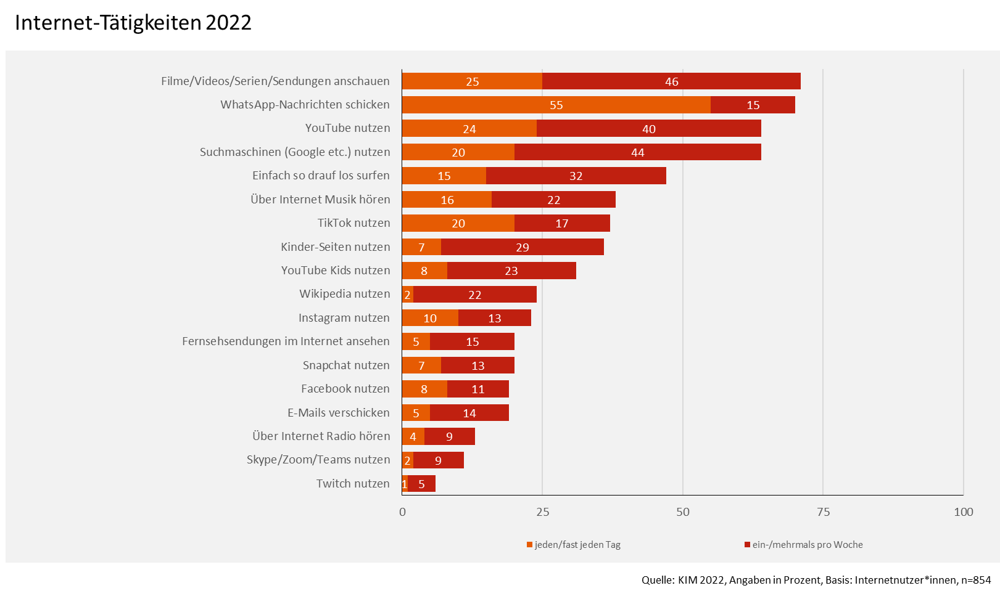 Internet-Tätigkeiten 2022
Filme/Videos/Serien/Sendungen anschauen 25 46
WhatsApp-Nachrichten schicken 55 15
YouTube nutzen 24 40
Suchmaschinen (Google etc.) nutzen 20 44
Einfach so drauf los surfen 15 32
Über Internet Musik hören 16 22
TikTok nutzen 20 17
Kinder-Seiten nutzen 7 29
YouTube Kids nutzen 8 23
Wikipedia nutzen 2 22
Instagram nutzen 10 13
Fernsehsendungen im Internet ansehen 5 15
Snapchat nutzen 7 13
Facebook nutzen 8 11
E-Mails verschicken 5 14
Über Internet Radio hören 4 9
Skype/Zoom/Teams nutzen 2 9
Twitch nutzen 1 5
0 25 50 75 100
jeden/fast jeden Tag ein-/mehrmals pro Woche
Quelle: KIM 2022, Angaben in Prozent, Basis: Internetnutzer*innen, n=854